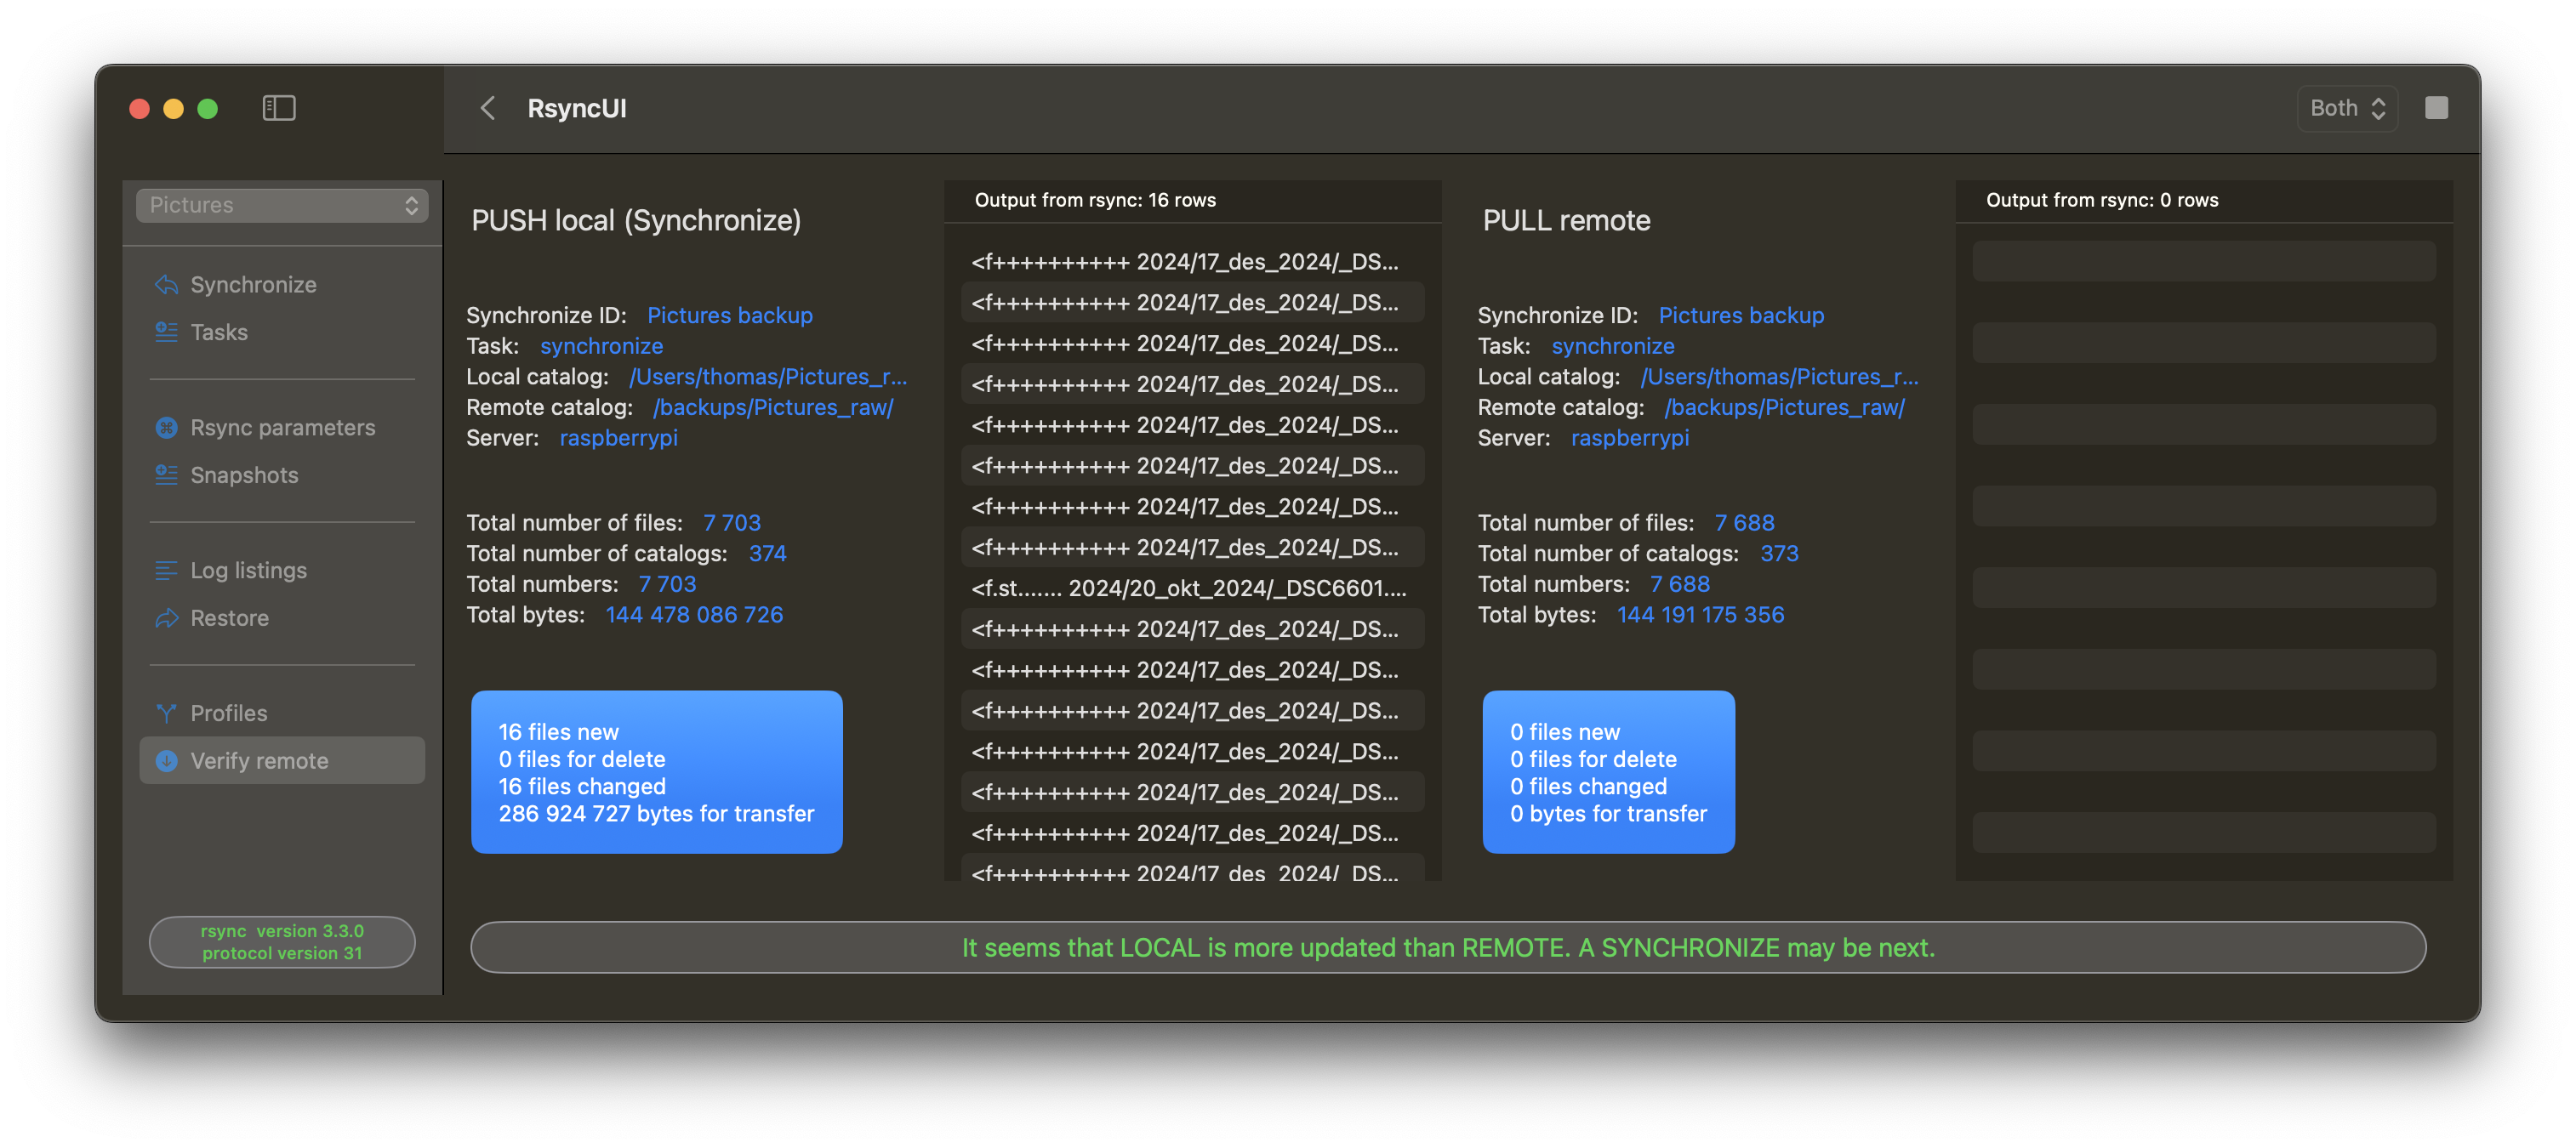 RsyncUI
Both
Pictures
Synchronize
Tasks
Rsync parameters
Snapshots
Log listings
Restore
Profiles
Verify remote
rsync version 3.3.0
protocol version 31
PUSH local (Synchronize)
Synchronize ID: Pictures backup
Task: synchronize
Local catalog: /Users/thomas/Pictures_r...
Remote catalog: /backups/Pictures_raw/
Server: raspberrypi
Total number of files: 7 703
Total number of catalogs: 374
Total numbers: 7 703
Total bytes: 144 478 086 726
16 files new
0 files for delete
16 files changed
286 924 727 bytes for transfer
Output from rsync: 16 rows
<f++++++++++ 2024/17_des_2024/_DS...
<f++++++++++ 2024/17_des_2024/_DS...
<f++++++++++ 2024/17_des_2024/_DS...
<f++++++++++ 2024/17_des_2024/_DS...
<f++++++++++ 2024/17_des_2024/_DS...
<f++++++++++ 2024/17_des_2024/_DS...
<f++++++++++ 2024/17_des_2024/_DS...
<f++++++++++ 2024/17_des_2024/_DS...
<f.st....... 2024/20_okt_2024/_DSC6601....
<f++++++++++ 2024/17_des_2024/_DS...
<f++++++++++ 2024/17_des_2024/_DS...
<f++++++++++ 2024/17_des_2024/_DS...
<f++++++++++ 2024/17_des_2024/_DS...
<f++++++++++ 2024/17_des_2024/_DS...
<f++++++++++ 2024/17_des_2024/_DS...
<f++++++++++ 2024/17_des_2024/_DS...
PULL remote
Synchronize ID: Pictures backup
Task: synchronize
Local catalog: /Users/thomas/Pictures_r...
Remote catalog: /backups/Pictures_raw/
Server: raspberrypi
Total number of files: 7 688
Total number of catalogs: 373
Total numbers: 7 688
Total bytes: 144 191 175 356
0 files new
0 files for delete
0 files changed
0 bytes for transfer
Output from rsync: 0 rows
It seems that LOCAL is more updated than REMOTE. A SYNCHRONIZE may be next.